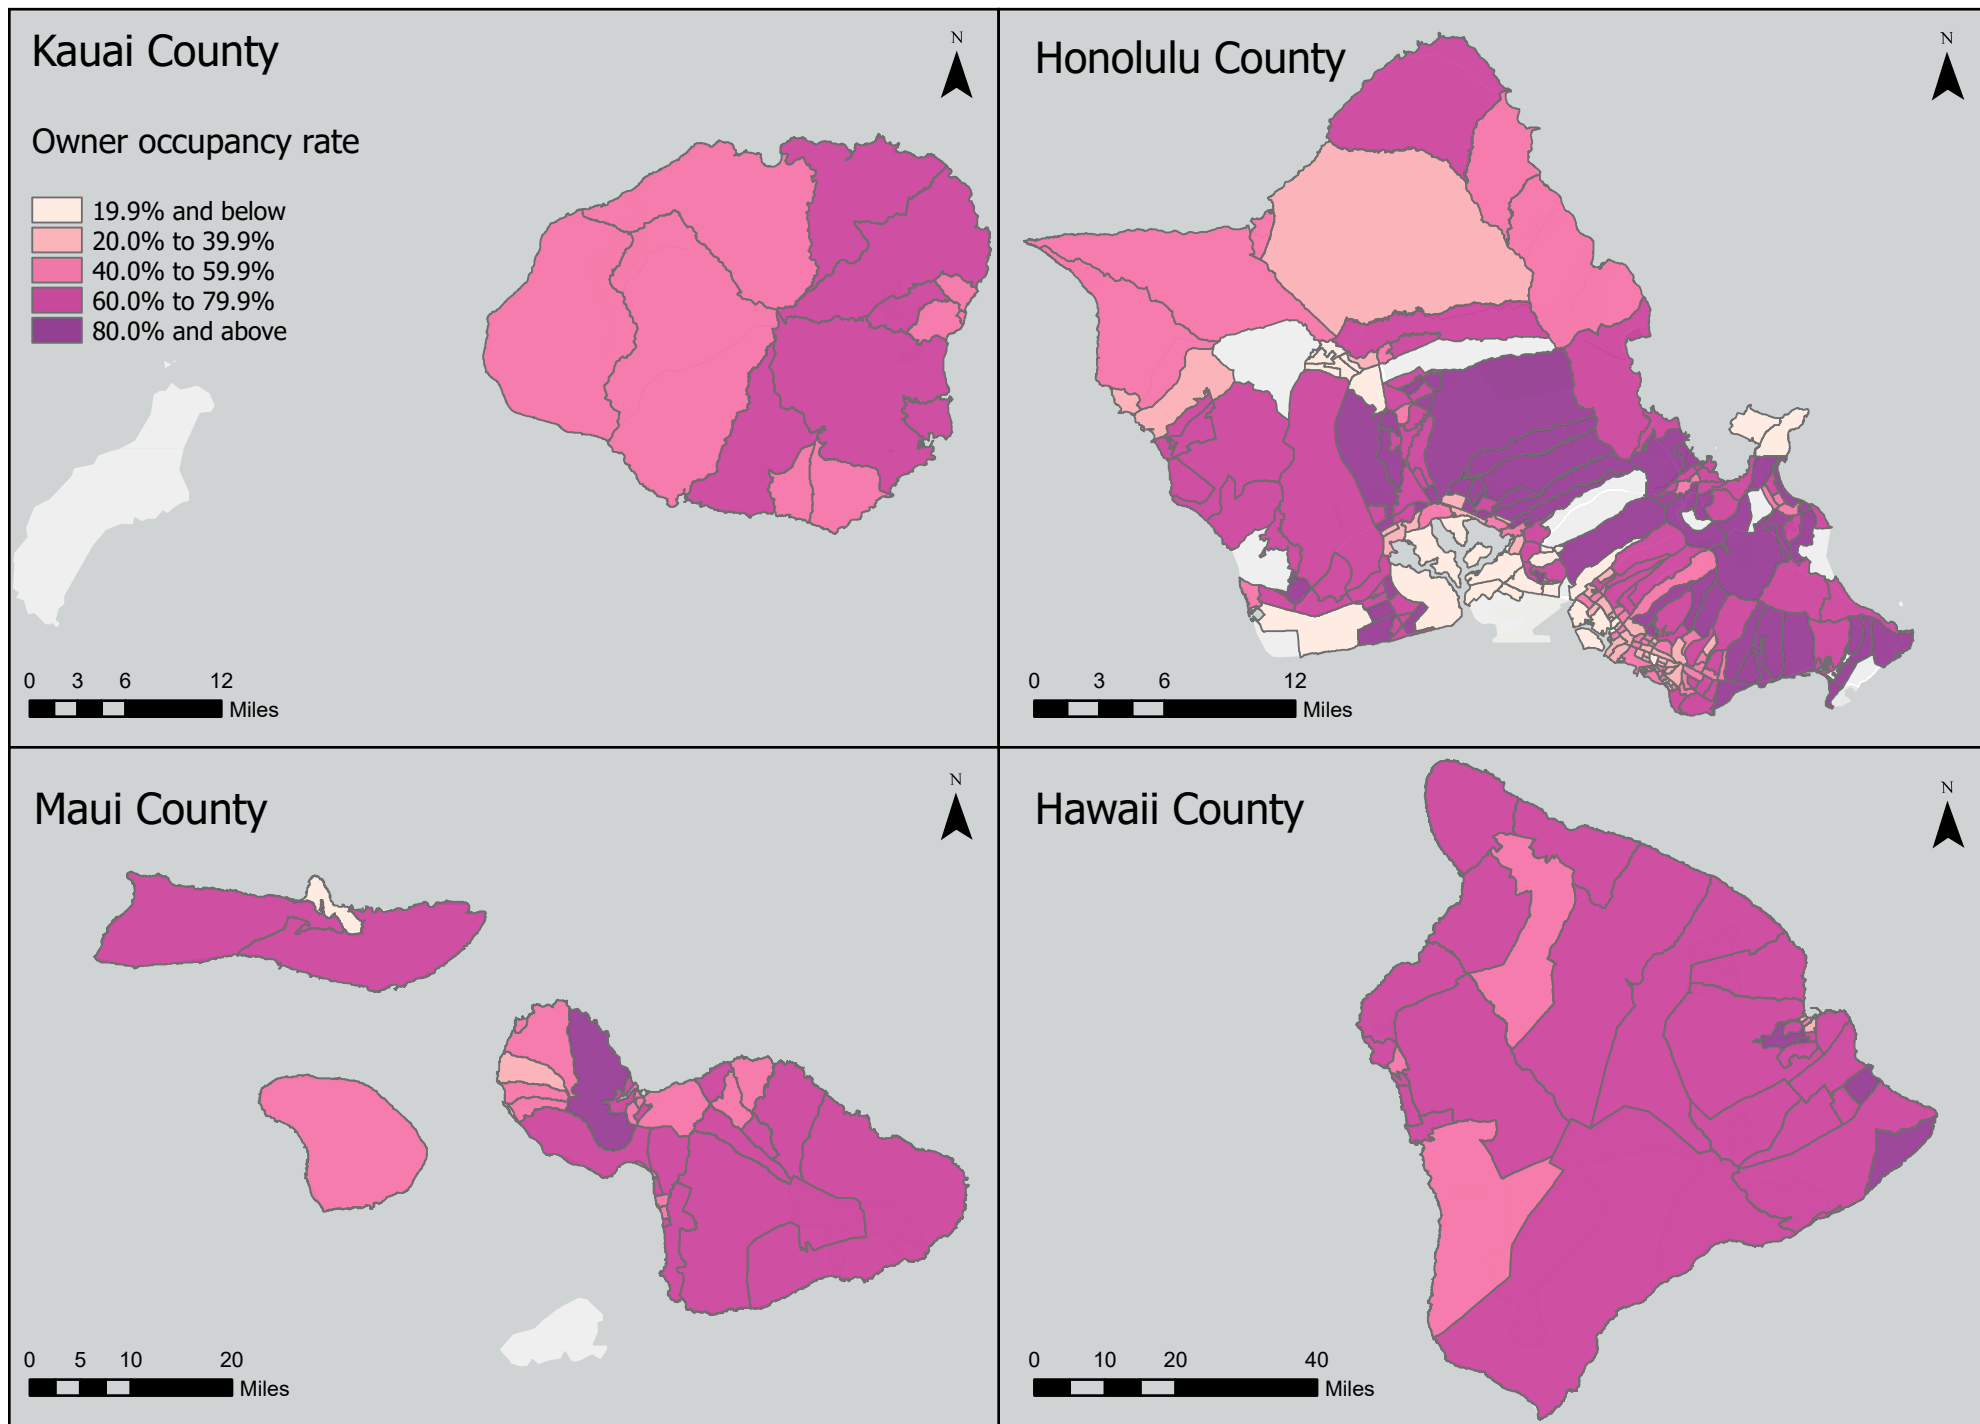 Kauai County
N
Owner occupancy rate
19.9% and below
20.0% to 39.9%
40.0% to 59.9%
60.0% to 79.9%
80.0% and above
0 3 6 12
Miles
Honolulu County
N
0 3 6 12
Miles
Maui County
N
0 5 10 20
Miles
Hawaii County
N
0 10 20 40
Miles